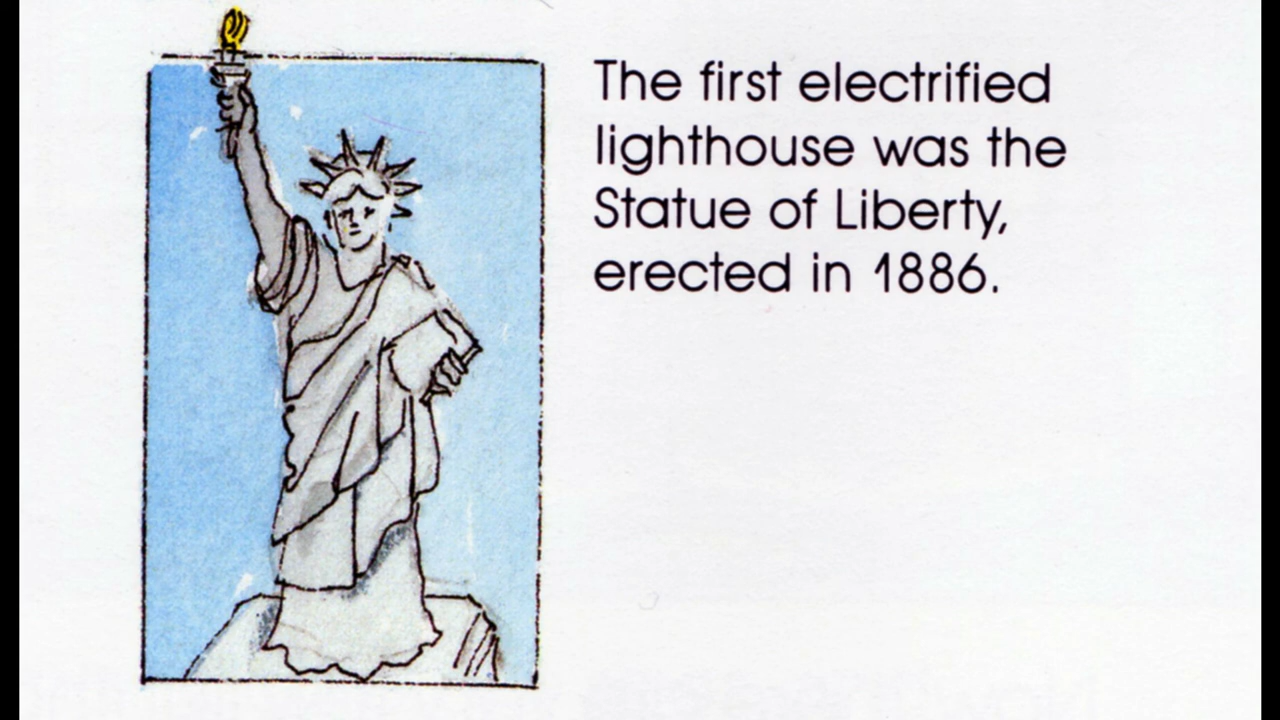 The first electrified
lighthouse was the
Statue of Liberty,
erected in 1886.